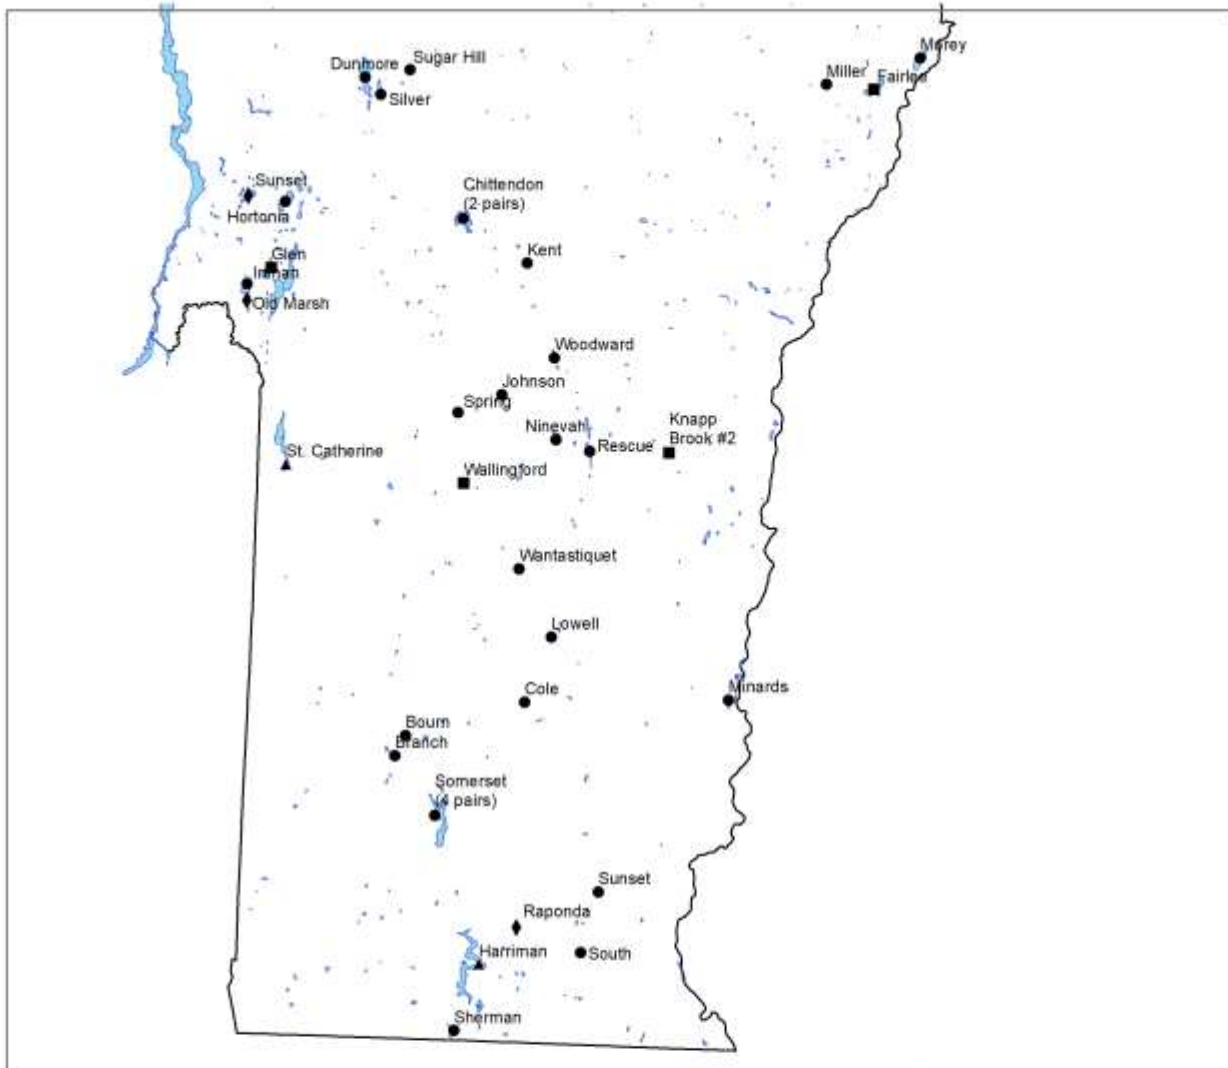 Morey
Dunmore
Sugar Hill
Miller
Fairlee
Silver
Sunset
Chittendon
(2 pairs)
Hortonia
Kent
Glen
Inman
Old Marsh
Woodward
Johnson
Spring
Ninevah
Knapp
Brook #2
Rescue
St. Catherine
Wallingford
Wantastiquet
Lowell
Minards
Cole
Bourn
Branch
Somerset
(4 pairs)
Sunset
Raponda
Harriman
South
Sherman